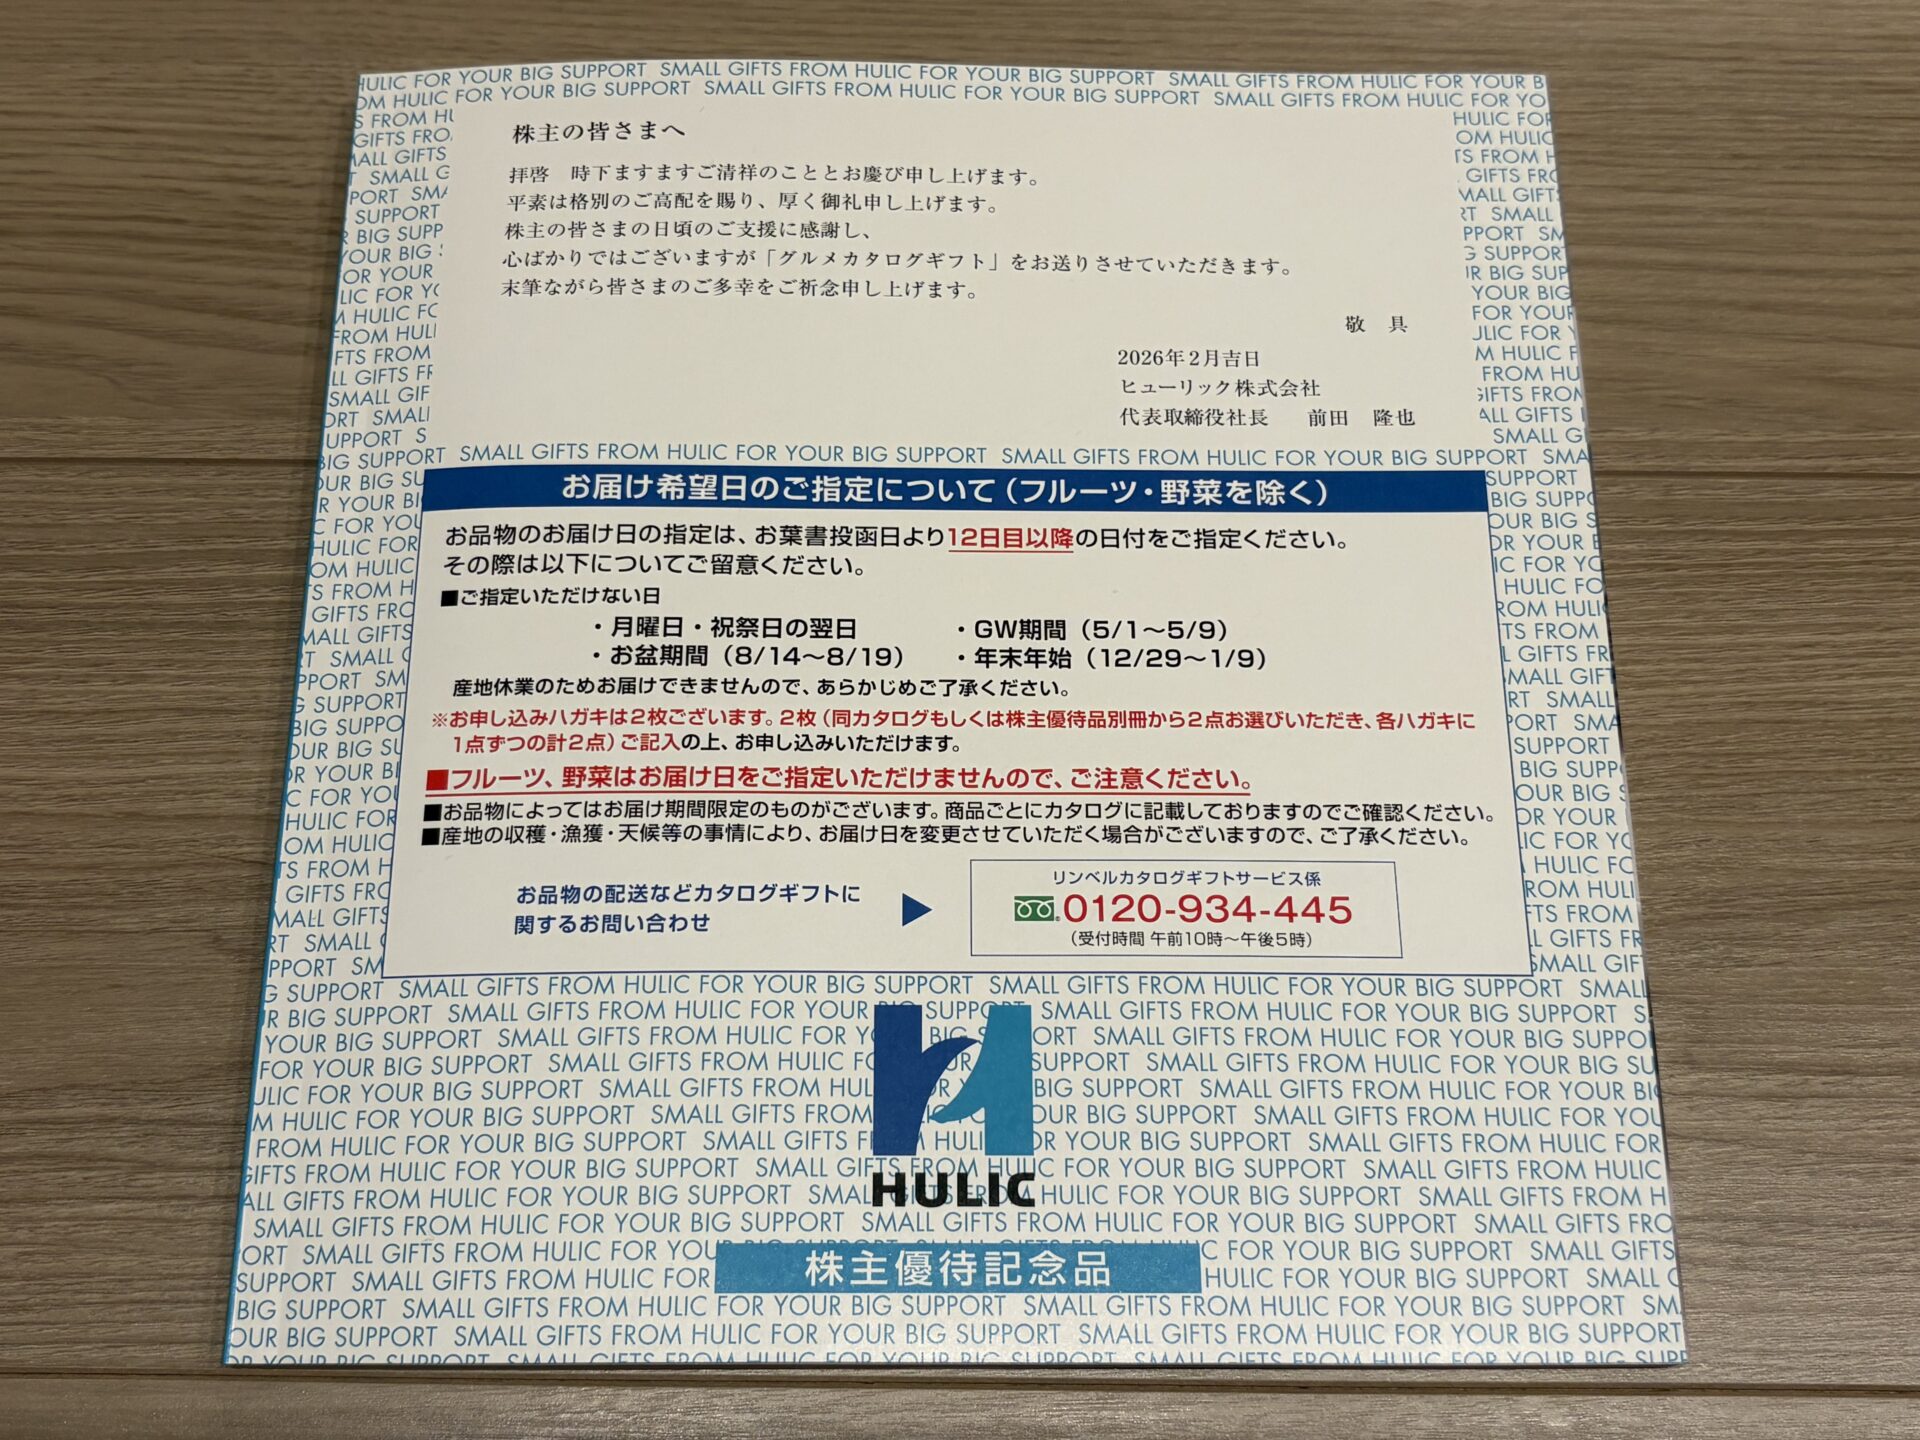 SMALL GIFTS FROM HULIC FOR YOUR BIG SUPPORT
株主の皆さまへ
拝啓　時下ますますご清祥のこととお慶び申し上げます。
平素は格別のご高配を賜り、厚く御礼申し上げます。
株主の皆さまの日頃のご支援に感謝し、
心ばかりではございますが「グルメカタログギフト」をお送りさせていただきます。
末筆ながら皆さまのご多幸をご祈念申し上げます。
敬　具
2026年2月吉日
ヒューリック株式会社
代表取締役社長　前田　隆也
お届け希望日のご指定について（フルーツ・野菜を除く）
お品物のお届け日の指定は、お葉書投函日より12日目以降の日付をご指定ください。
その際は以下についてご留意ください。
■ご指定いただけない日
・月曜日・祝祭日の翌日　・GW期間（5/1〜5/9）
・お盆期間（8/14〜8/19）　・年末年始（12/29〜1/9）
産地休業のためお届けできませんので、あらかじめご了承ください。
※お申し込みハガキは2枚ございます。2枚（同カタログもしくは株主優待品別冊から2点お選びいただき、各ハガキに
1点ずつの計2点）ご記入の上、お申し込みいただけます。
■フルーツ、野菜はお届け日をご指定いただけませんので、ご注意ください。
■お品物によってはお届け期間限定のものがございます。商品ごとにカタログに記載しておりますのでご確認ください。
■産地の収穫・漁獲・天候等の事情により、お届け日を変更させていただく場合がございますので、ご了承ください。
お品物の配送などカタログギフトに
関するお問い合わせ
リンベルカタログギフトサービス係
0120-934-445
（受付時間 午前10時〜午後5時）
HULIC
株主優待記念品